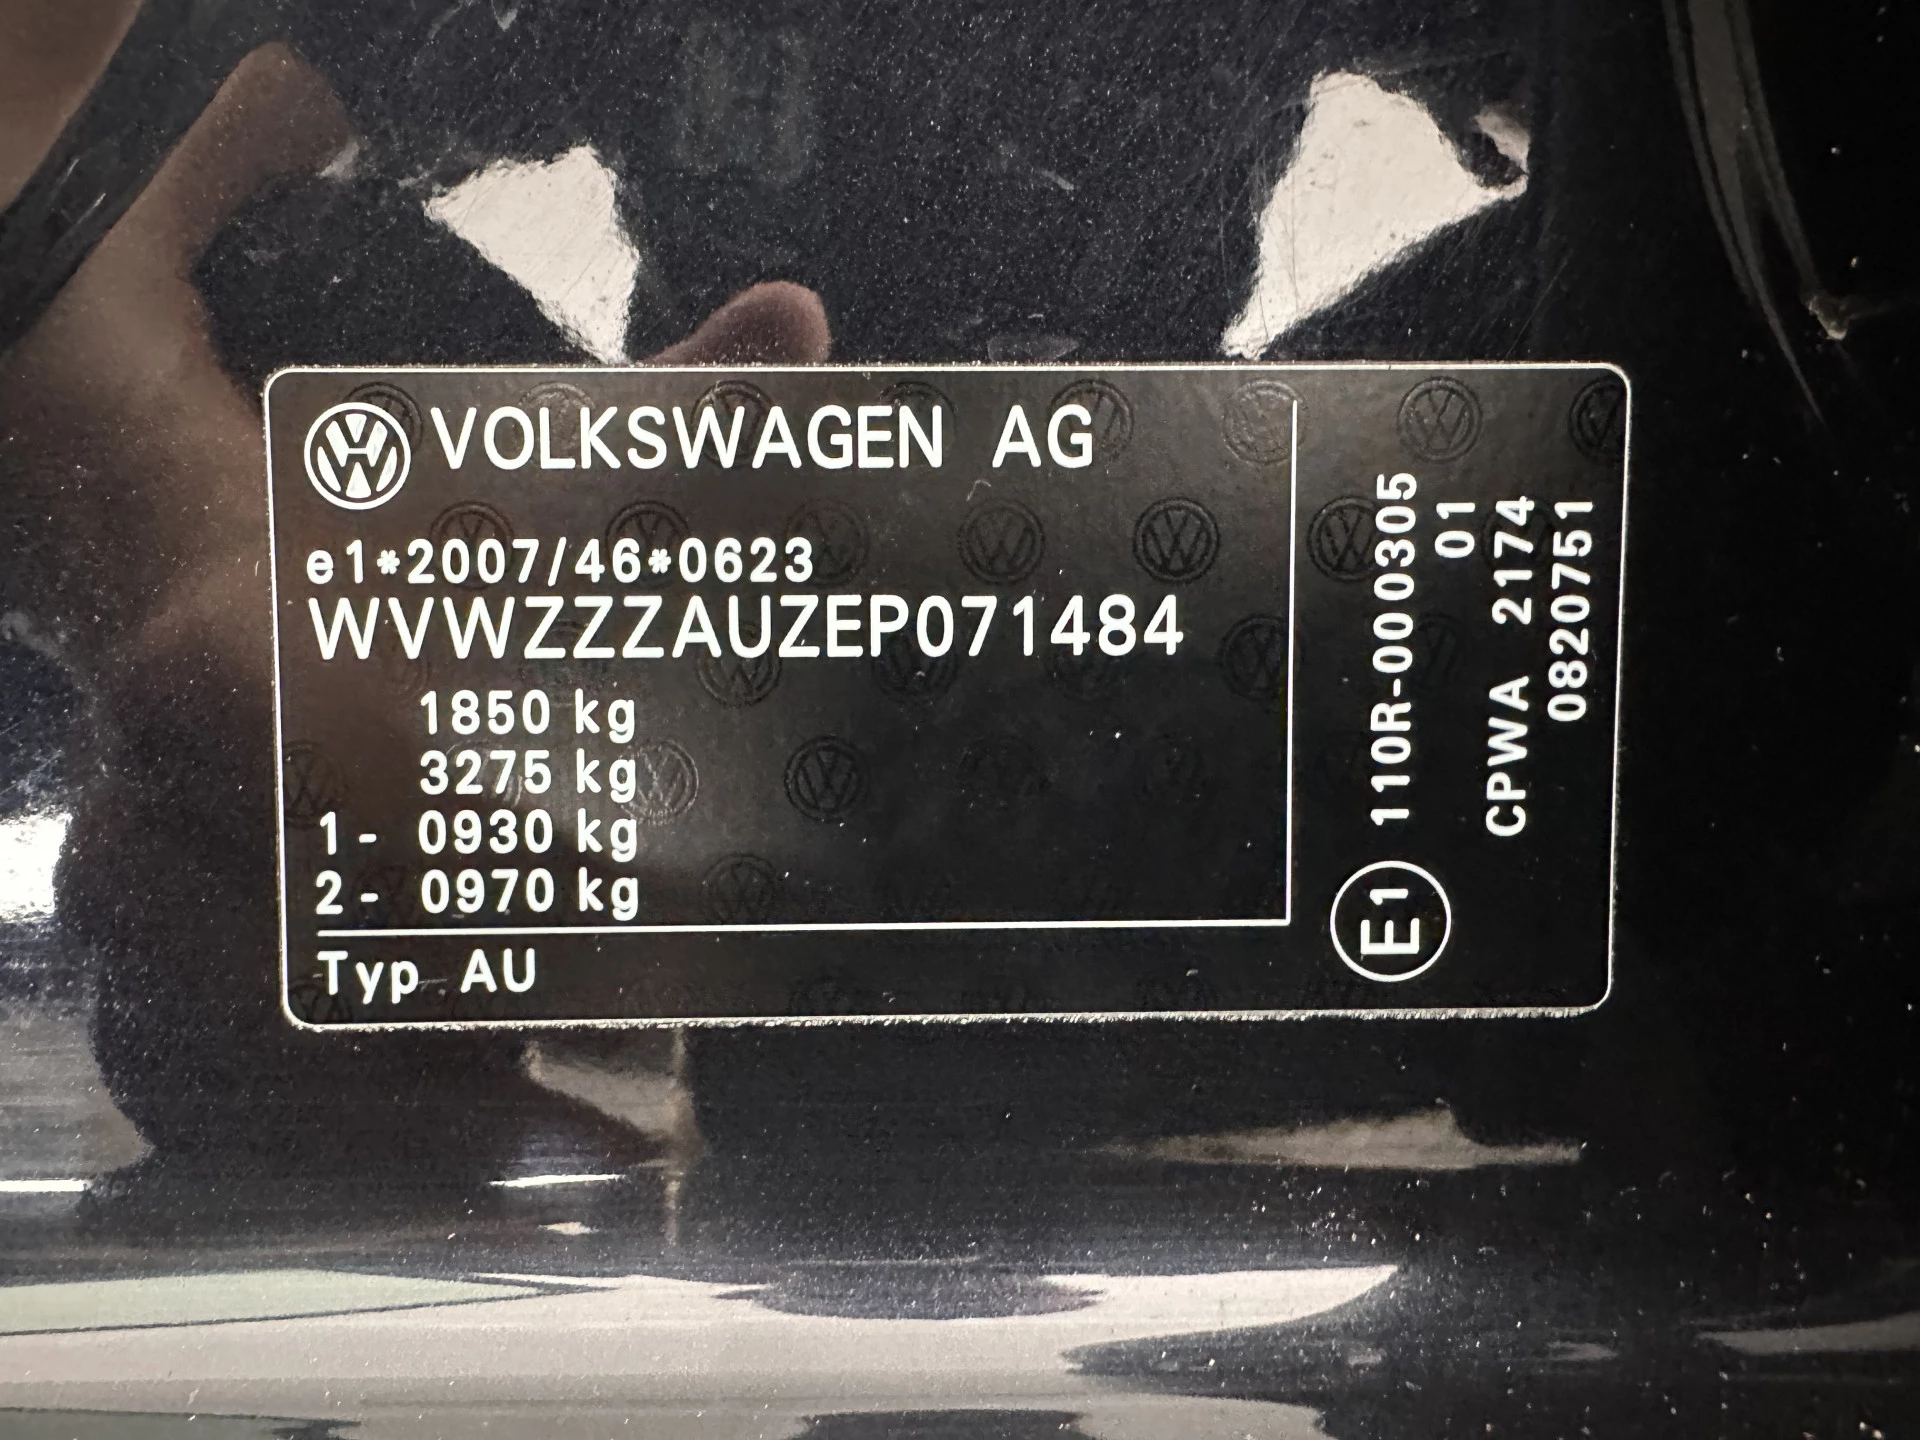 VOLKSWAGEN AG
e1*2007/46*0623
WVWZZZAUZEP071484
1850 kg
3275 kg
1- 0930 kg
2- 0970 kg
Typ AU
E1 110R-000305
01
CPWA 2174
0820751